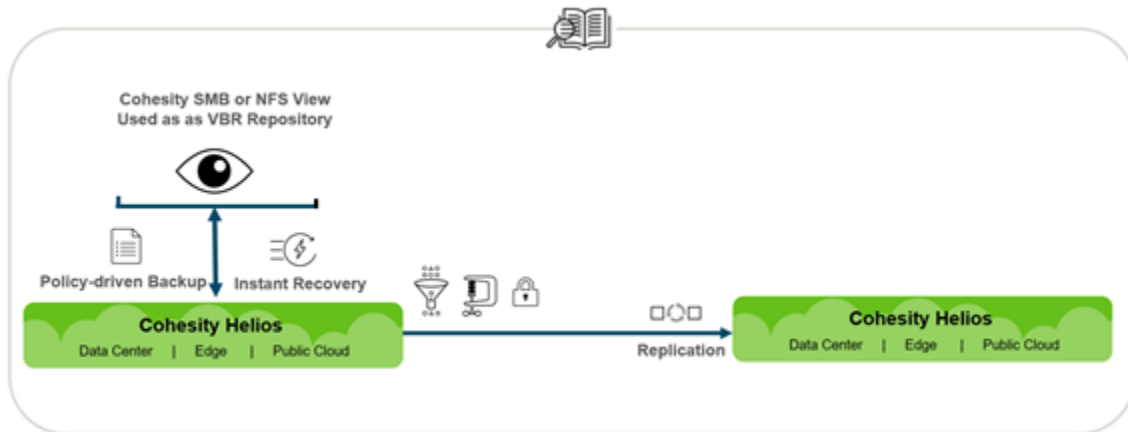 Cohesity SMB or NFS View
Used as as VBR Repository
Policy-driven Backup
Instant Recovery
Cohesity Helios
Data Center | Edge | Public Cloud
Replication
Cohesity Helios
Data Center | Edge | Public Cloud